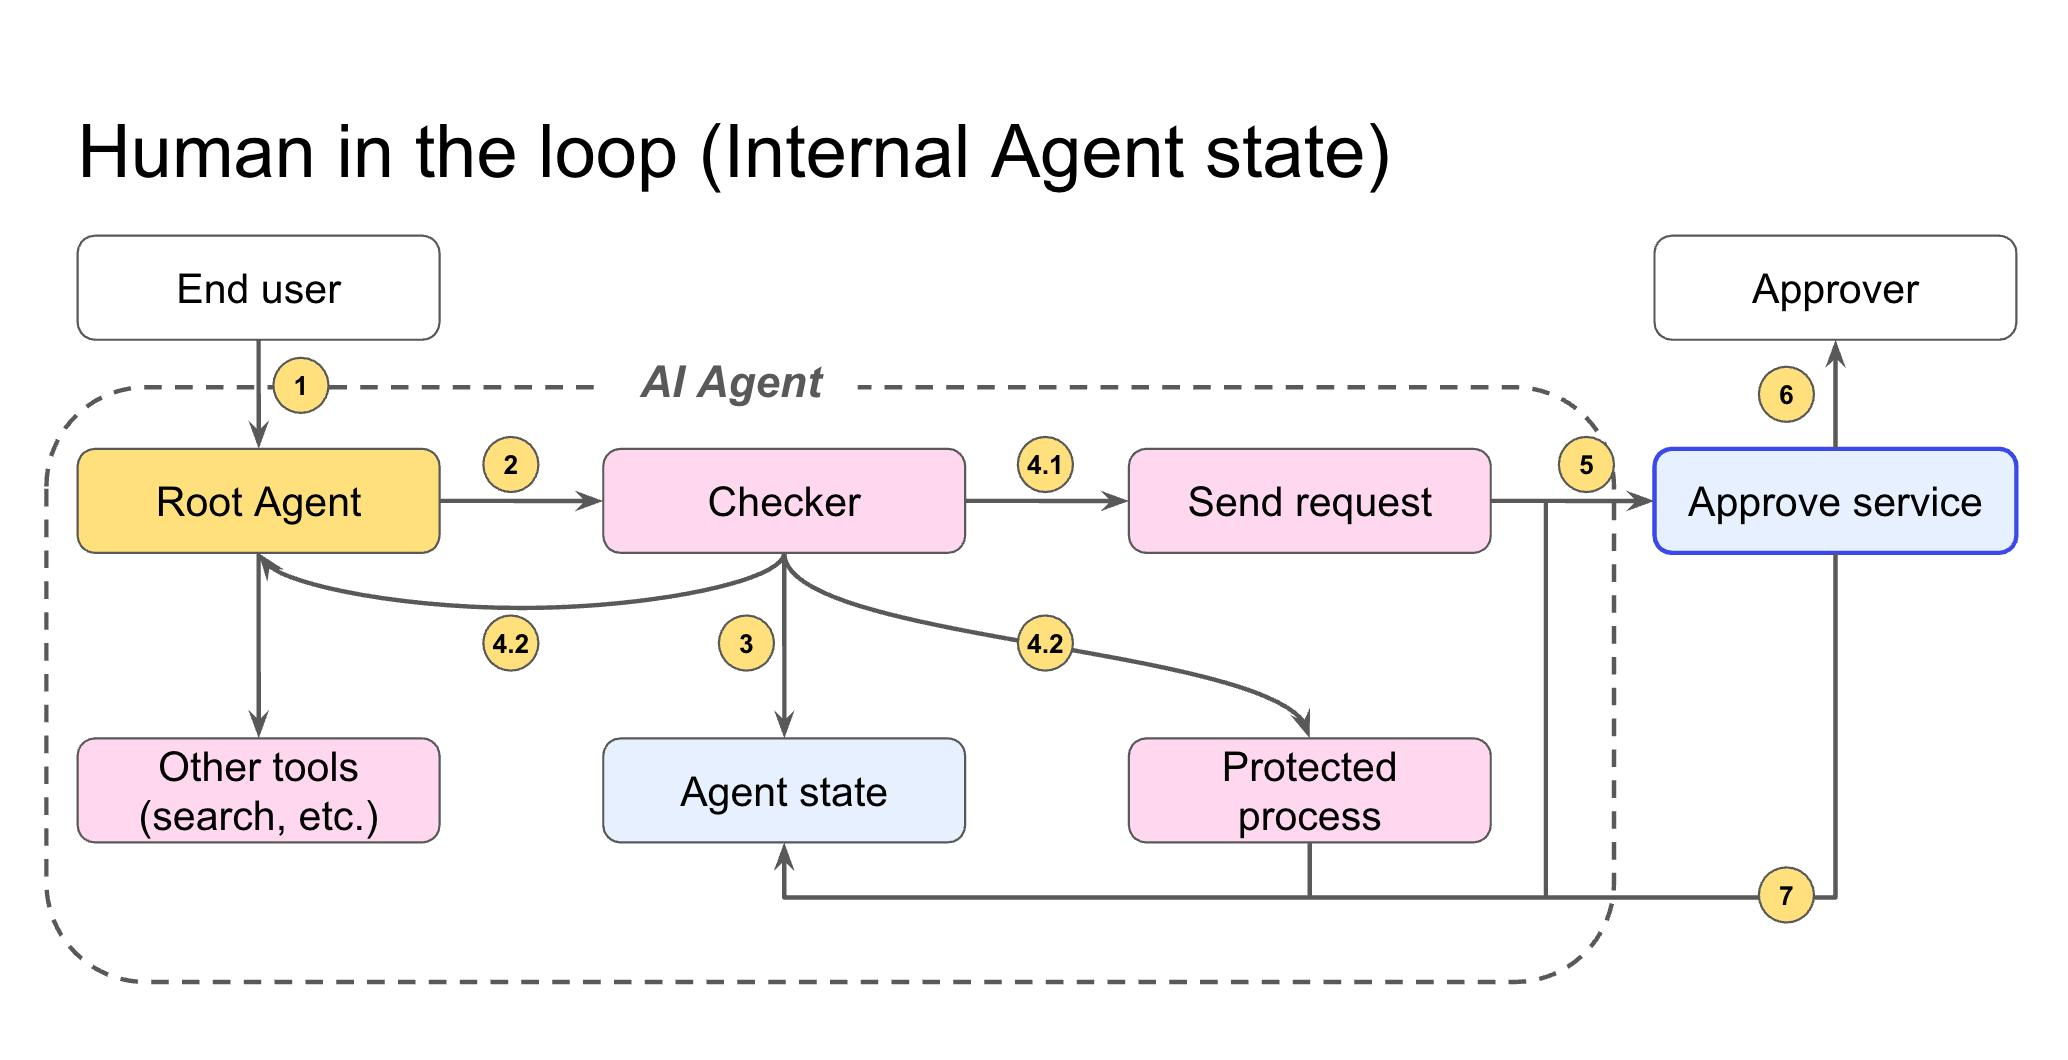 Human in the loop (Internal Agent state)
End user
Approver
1
AI Agent
6
Root Agent
2
Checker
4.1
Send request
5
Approve service
4.2
3
4.2
Other tools
(search, etc.)
Agent state
Protected
process
7